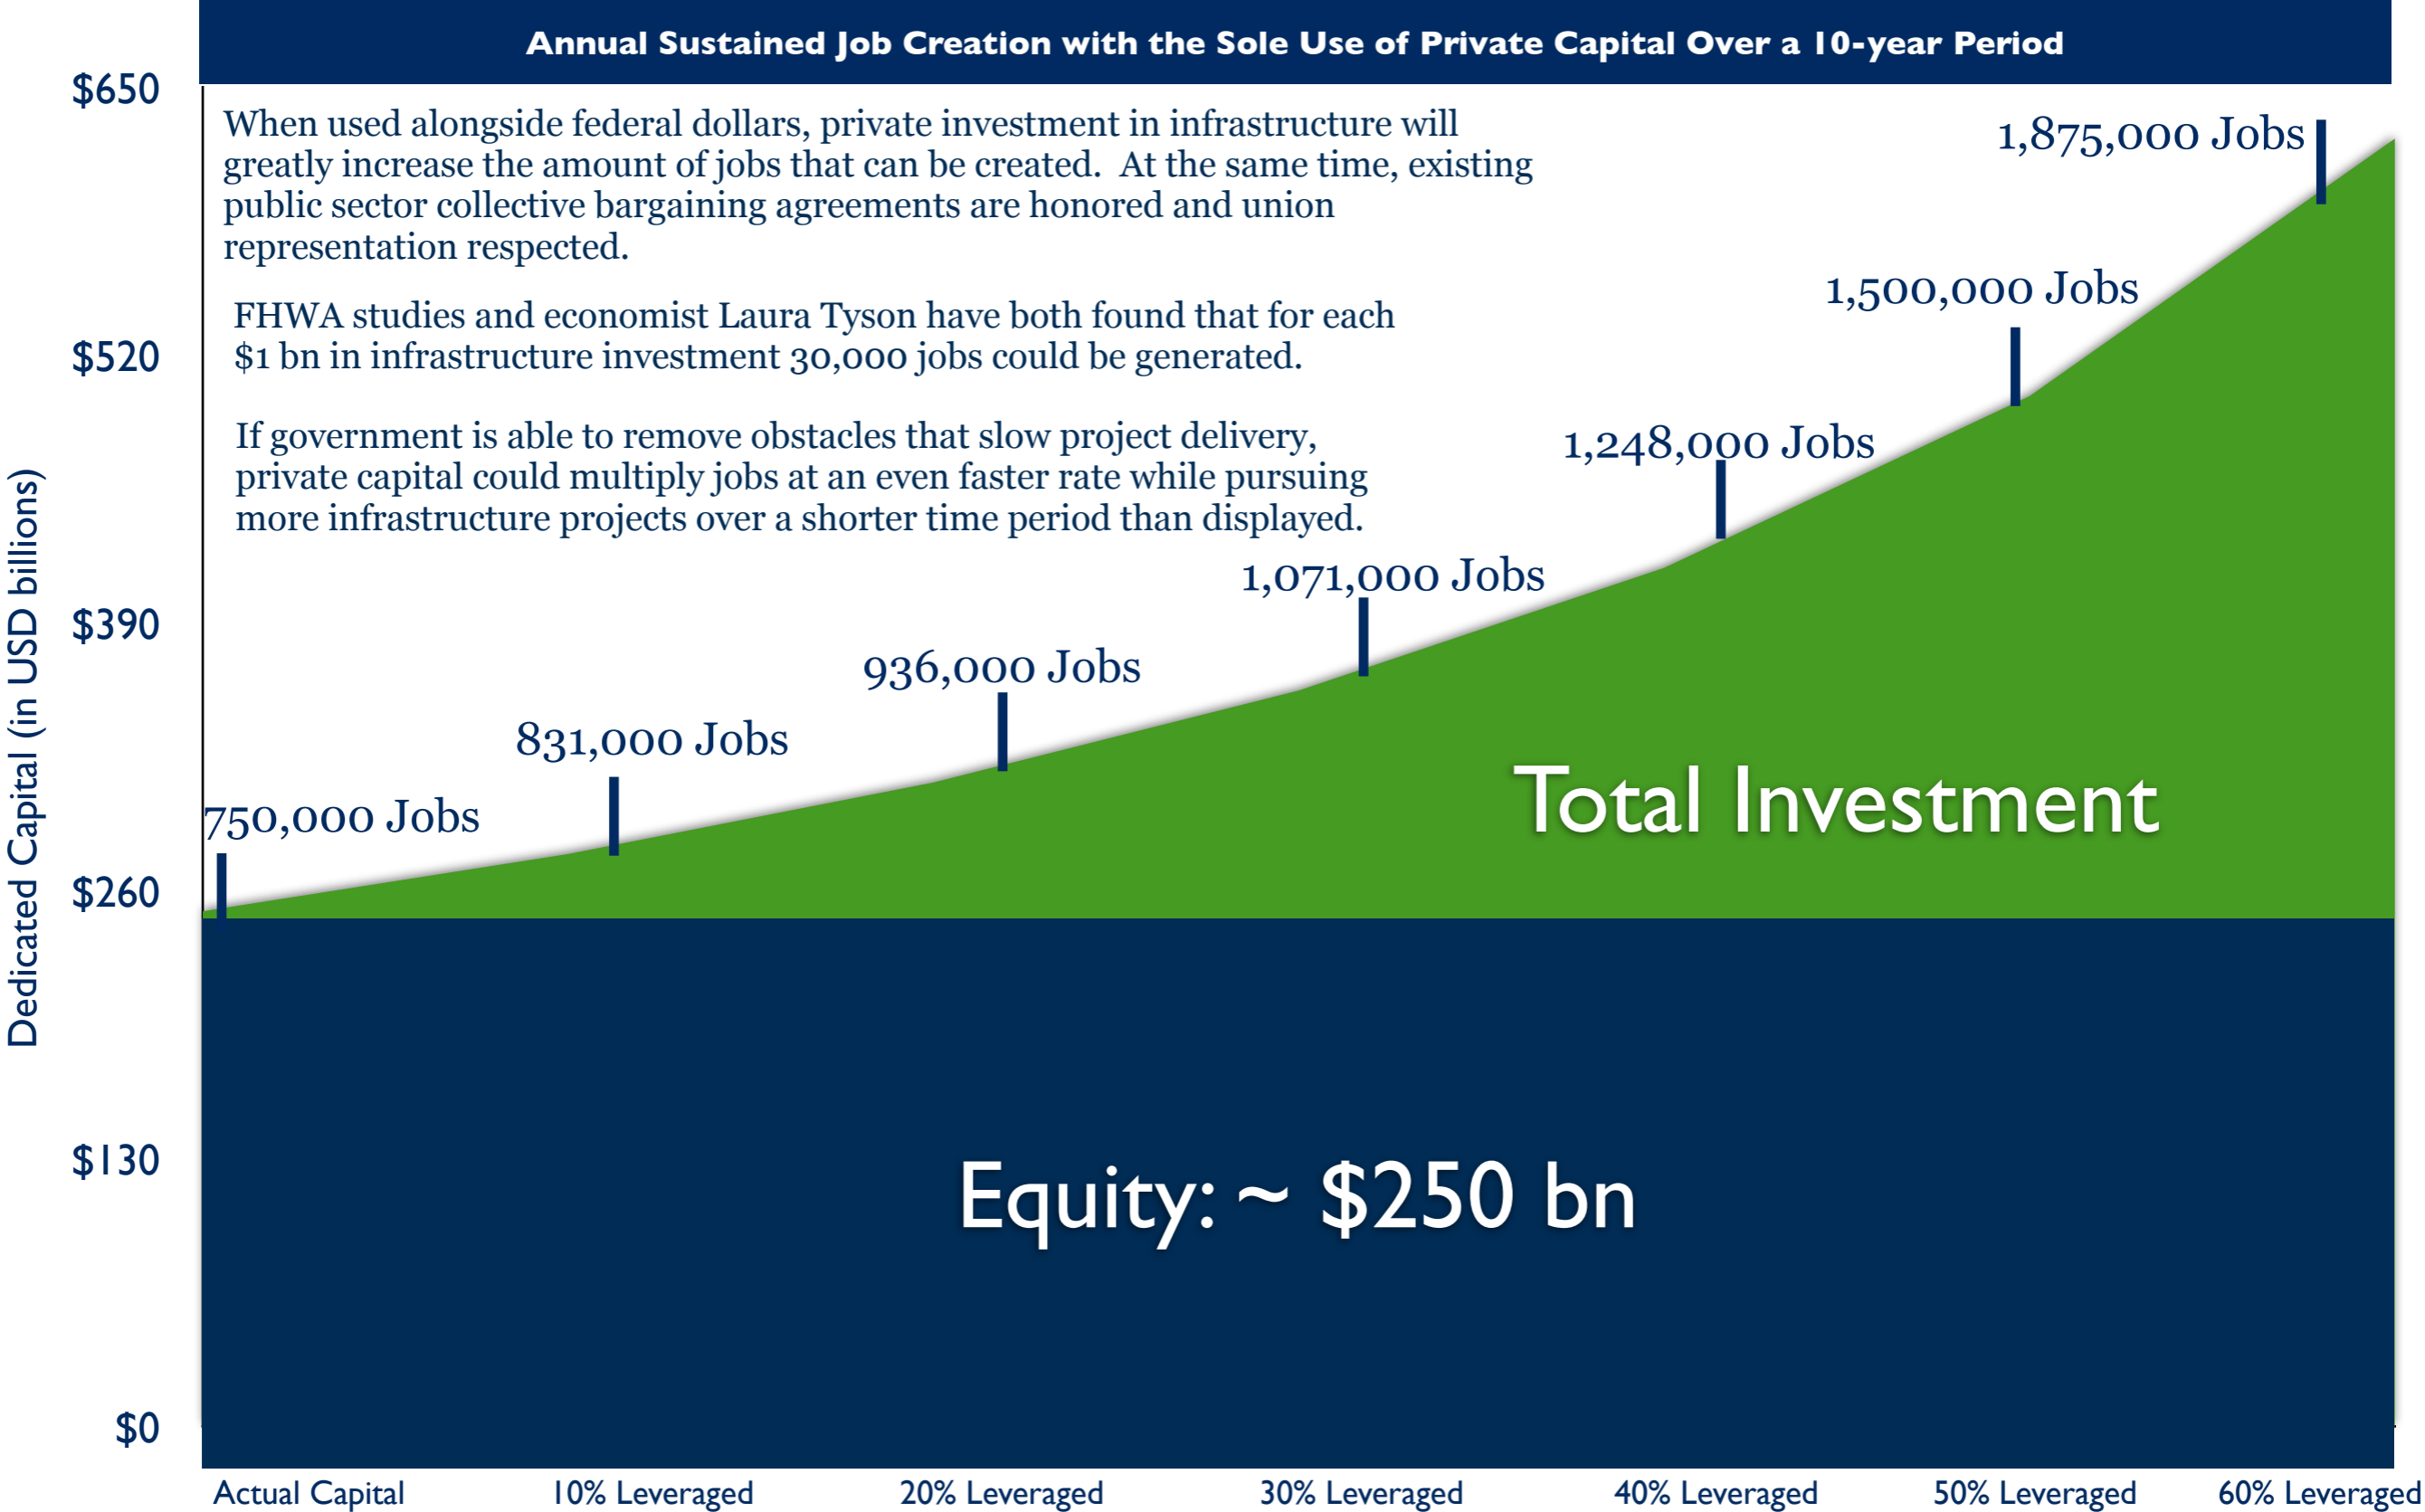 Annual Sustained Job Creation with the Sole Use of Private Capital Over a 10-year Period
$650
When used alongside federal dollars, private investment in infrastructure will
greatly increase the amount of jobs that can be created.  At the same time, existing
public sector collective bargaining agreements are honored and union
representation respected.
1,875,000 Jobs
FHWA studies and economist Laura Tyson have both found that for each
$1 bn in infrastructure investment 30,000 jobs could be generated.
1,500,000 Jobs
$520
If government is able to remove obstacles that slow project delivery,
private capital could multiply jobs at an even faster rate while pursuing
more infrastructure projects over a shorter time period than displayed.
1,248,000 Jobs
1,071,000 Jobs
$390
936,000 Jobs
831,000 Jobs
750,000 Jobs
Total Investment
$260
Dedicated Capital (in USD billions)
$130
Equity: ~ $250 bn
$0
Actual Capital
10% Leveraged
20% Leveraged
30% Leveraged
40% Leveraged
50% Leveraged
60% Leveraged